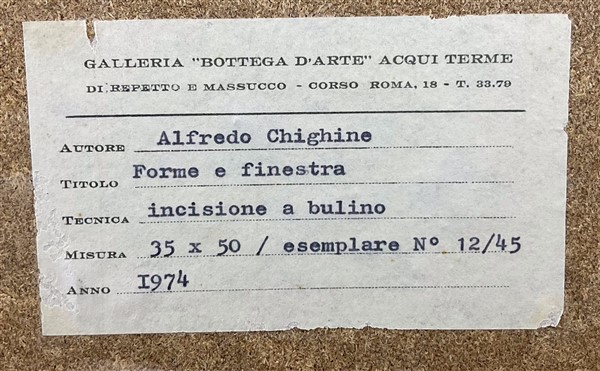 GALLERIA "BOTTEGA D'ARTE" ACQUI TERME
DI REPETTO E MASSUCCO - CORSO ROMA, 18 - T. 33.79
AUTORE Alfredo Chighine
TITOLO Forme e finestra
TECNICA incisione a bulino
MISURA 35 x 50 / esemplare N° 12/45
ANNO I974